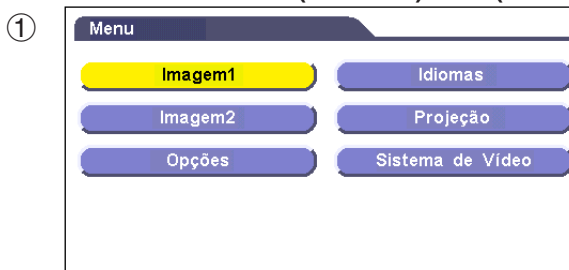 ①
Menu
Imagem1 Idiomas
Imagem2 Projeção
Opções Sistema de Vídeo